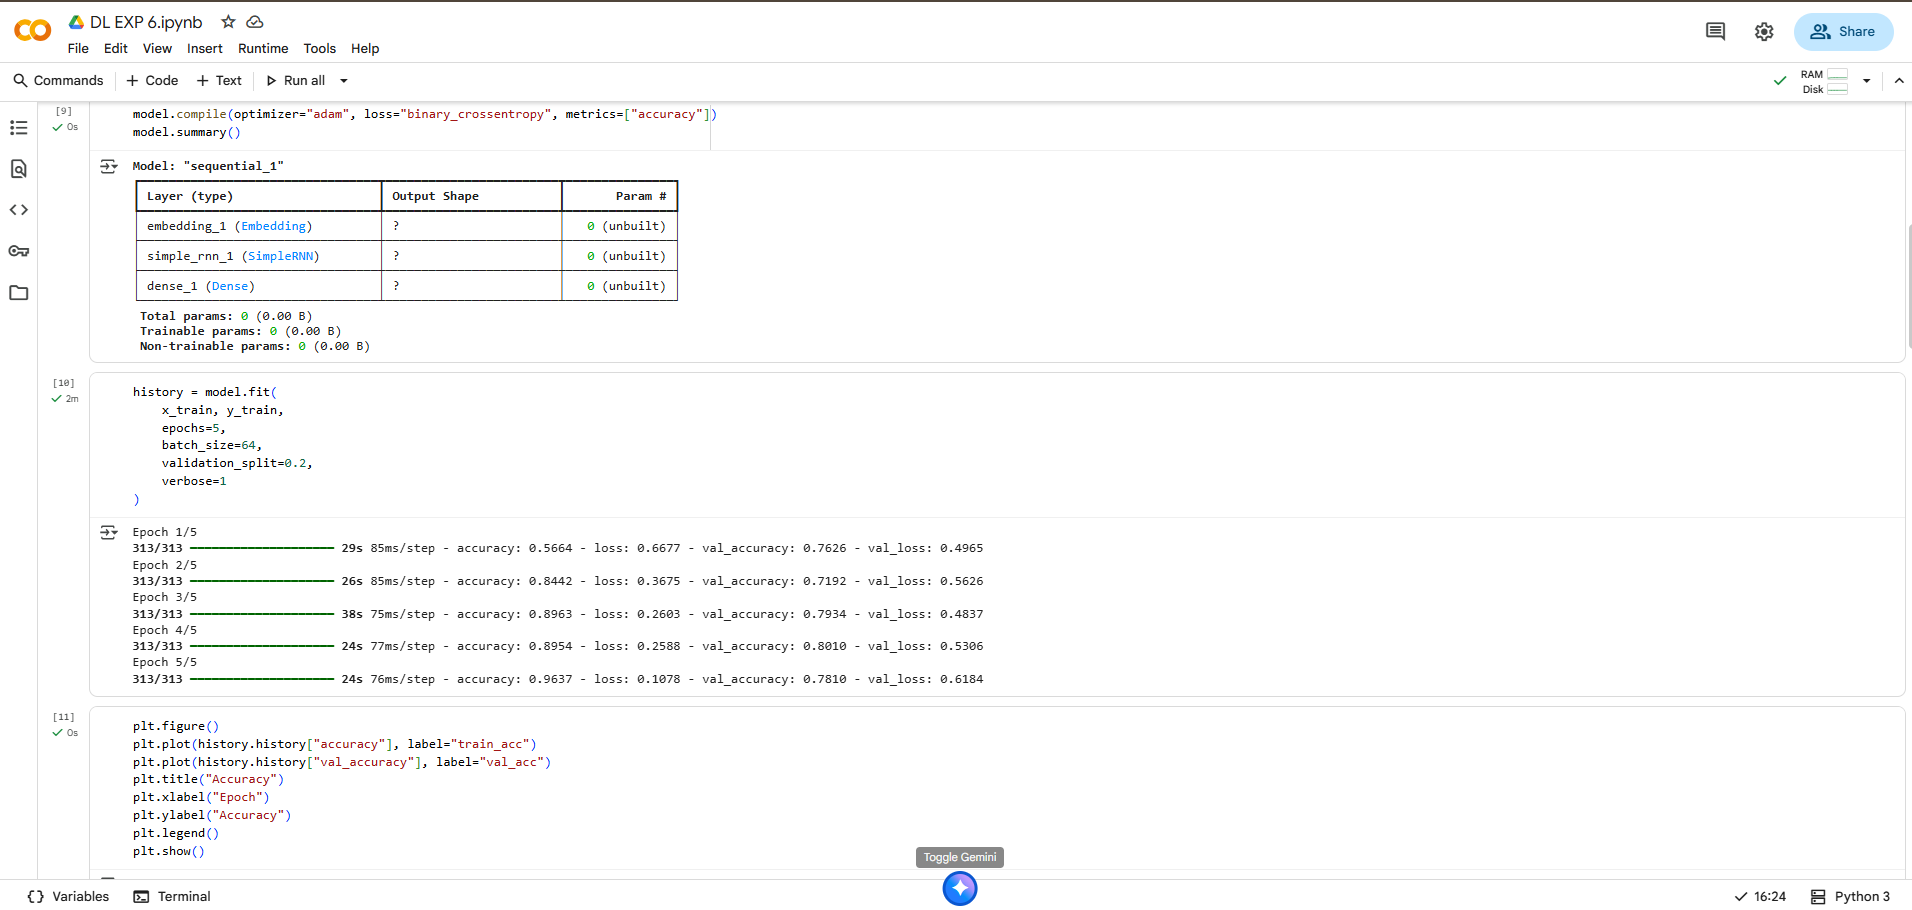 DL EXP 6.ipynb
File Edit View Insert Runtime Tools Help
Share
Commands + Code + Text Run all
RAM
Disk
[9]
0s
model.compile(optimizer="adam", loss="binary_crossentropy", metrics=["accuracy"])
model.summary()
Model: "sequential_1"
Layer (type) Output Shape Param #
embedding_1 (Embedding) ? 0 (unbuilt)
simple_rnn_1 (SimpleRNN) ? 0 (unbuilt)
dense_1 (Dense) ? 0 (unbuilt)
Total params: 0 (0.00 B)
Trainable params: 0 (0.00 B)
Non-trainable params: 0 (0.00 B)
[10]
2m
history = model.fit(
x_train, y_train,
epochs=5,
batch_size=64,
validation_split=0.2,
verbose=1
)
Epoch 1/5
313/313 29s 85ms/step - accuracy: 0.5664 - loss: 0.6677 - val_accuracy: 0.7626 - val_loss: 0.4965
Epoch 2/5
313/313 26s 85ms/step - accuracy: 0.8442 - loss: 0.3675 - val_accuracy: 0.7192 - val_loss: 0.5626
Epoch 3/5
313/313 38s 75ms/step - accuracy: 0.8963 - loss: 0.2603 - val_accuracy: 0.7934 - val_loss: 0.4837
Epoch 4/5
313/313 24s 77ms/step - accuracy: 0.8954 - loss: 0.2588 - val_accuracy: 0.8010 - val_loss: 0.5306
Epoch 5/5
313/313 24s 76ms/step - accuracy: 0.9637 - loss: 0.1078 - val_accuracy: 0.7810 - val_loss: 0.6184
[11]
0s
plt.figure()
plt.plot(history.history["accuracy"], label="train_acc")
plt.plot(history.history["val_accuracy"], label="val_acc")
plt.title("Accuracy")
plt.xlabel("Epoch")
plt.ylabel("Accuracy")
plt.legend()
plt.show()
Toggle Gemini
{} Variables Terminal 16:24 Python 3